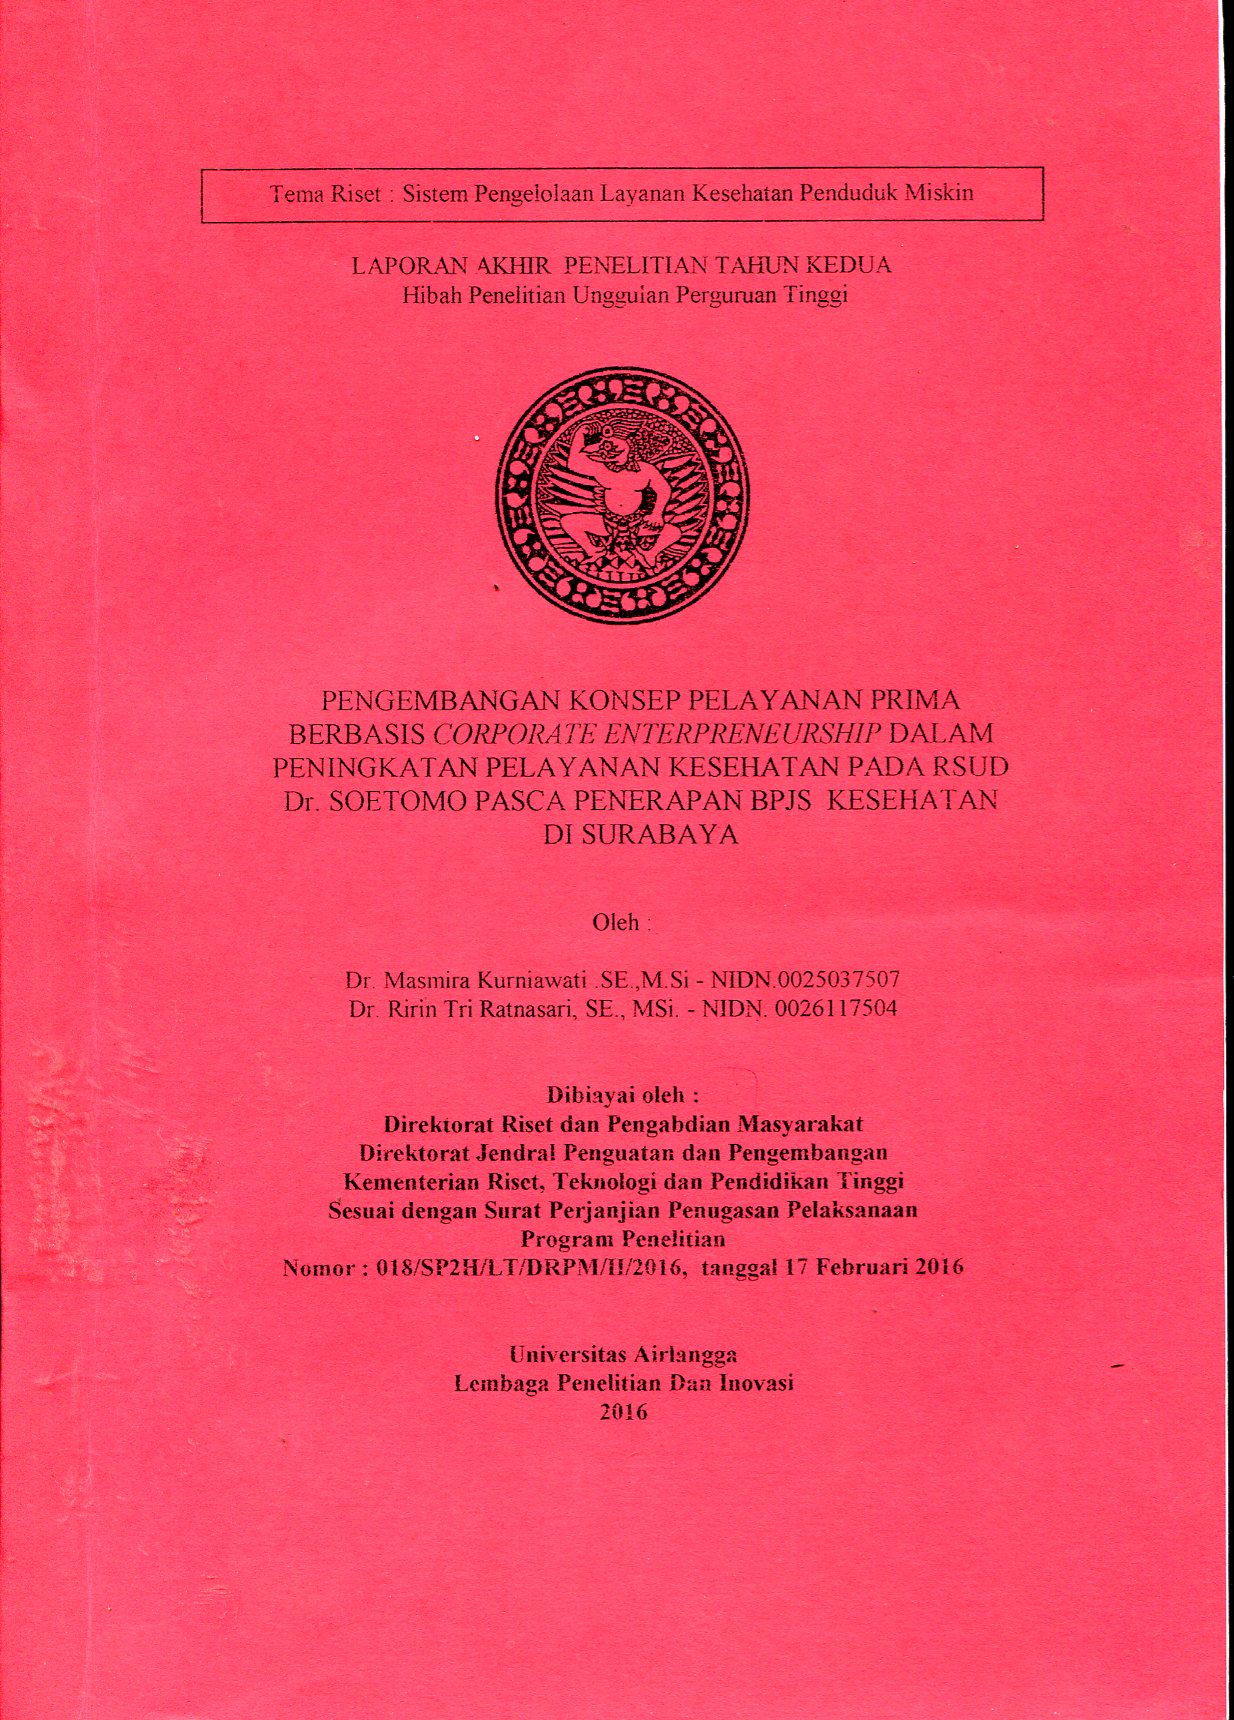 Tema Riset : Sistem Pengelolaan Layanan Kesehatan Penduduk Miskin
LAPORAN AKHIR PENELITIAN TAHUN KEDUA
Hibah Penelitian Unggulan Perguruan Tinggi
PENGEMBANGAN KONSEP PELAYANAN PRIMA
BERBASIS CORPORATE ENTERPRENEURSHIP DALAM
PENINGKATAN PELAYANAN KESEHATAN PADA RSUD
Dr. SOETOMO PASCA PENERAPAN BPJS KESEHATAN
DI SURABAYA
Oleh :
Dr. Masmira Kurniawati .SE.,M.Si - NIDN.0025037507
Dr. Ririn Tri Ratnasari, SE., MSi. - NIDN. 0026117504
Dibiayai oleh :
Direktorat Riset dan Pengabdian Masyarakat
Direktorat Jendral Penguatan dan Pengembangan
Kementerian Riset, Teknologi dan Pendidikan Tinggi
Sesuai dengan Surat Perjanjian Penugasan Pelaksanaan
Program Penelitian
Nomor : 018/SP2H/LT/DRPM/II/2016, tanggal 17 Februari 2016
Universitas Airlangga
Lembaga Penelitian Dan Inovasi
2016